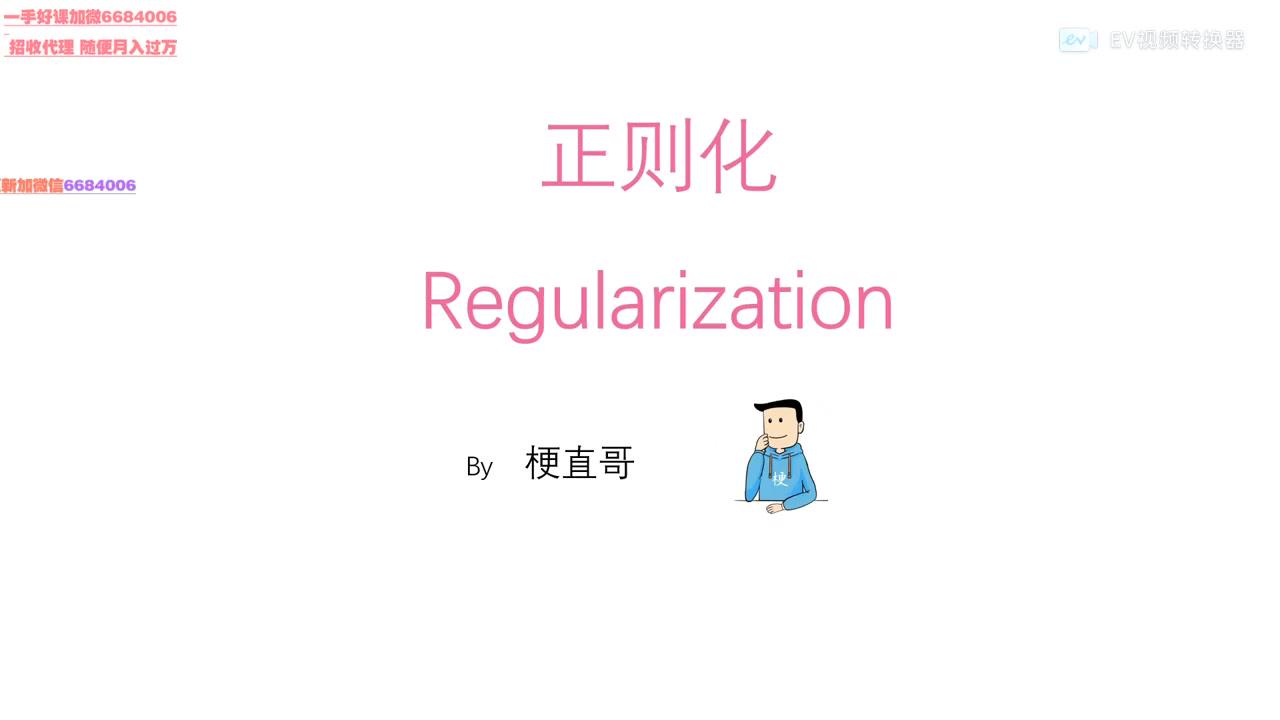 一手好课加微6684006
招收代理 随便月入过万
EV视频转换器
正则化
新加微信6684006
Regularization
By 梗直哥
梗